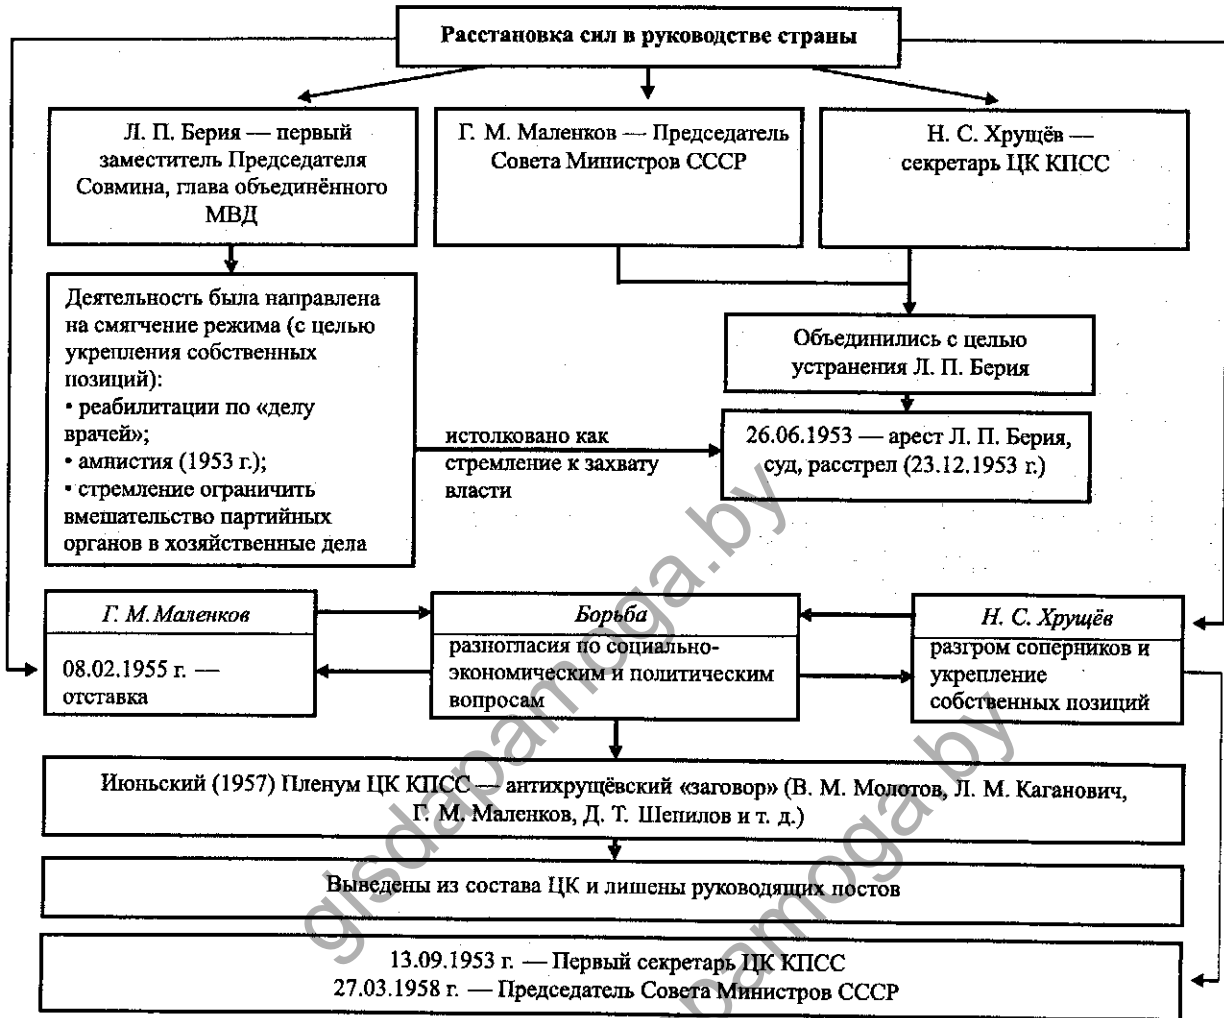 Расстановка сил в руководстве страны
Л. П. Берия — первый
заместитель Председателя
Совмина, глава объединённого
МВД
Г. М. Маленков — Председатель
Совета Министров СССР
Н. С. Хрущёв —
секретарь ЦК КПСС
Деятельность была направлена
на смягчение режима (с целью
укрепления собственных
позиций):
• реабилитации по «делу
врачей»;
• амнистия (1953 г.);
• стремление ограничить
вмешательство партийных
органов в хозяйственные дела
истолковано как
стремление к захвату
власти
Объединились с целью
устранения Л. П. Берия
26.06.1953 — арест Л. П. Берия,
суд, расстрел (23.12.1953 г.)
Г. М. Маленков
08.02.1955 г. —
отставка
Борьба
разногласия по социально-
экономическим и политическим
вопросам
Н. С. Хрущёв
разгром соперников и
укрепление
собственных позиций
Июньский (1957) Пленум ЦК КПСС — антихрущёвский «заговор» (В. М. Молотов, Л. М. Каганович,
Г. М. Маленков, Д. Т. Шепилов и т. д.)
Выведены из состава ЦК и лишены руководящих постов
13.09.1953 г. — Первый секретарь ЦК КПСС
27.03.1958 г. — Председатель Совета Министров СССР
gisdapamoga.by
pamoga.by